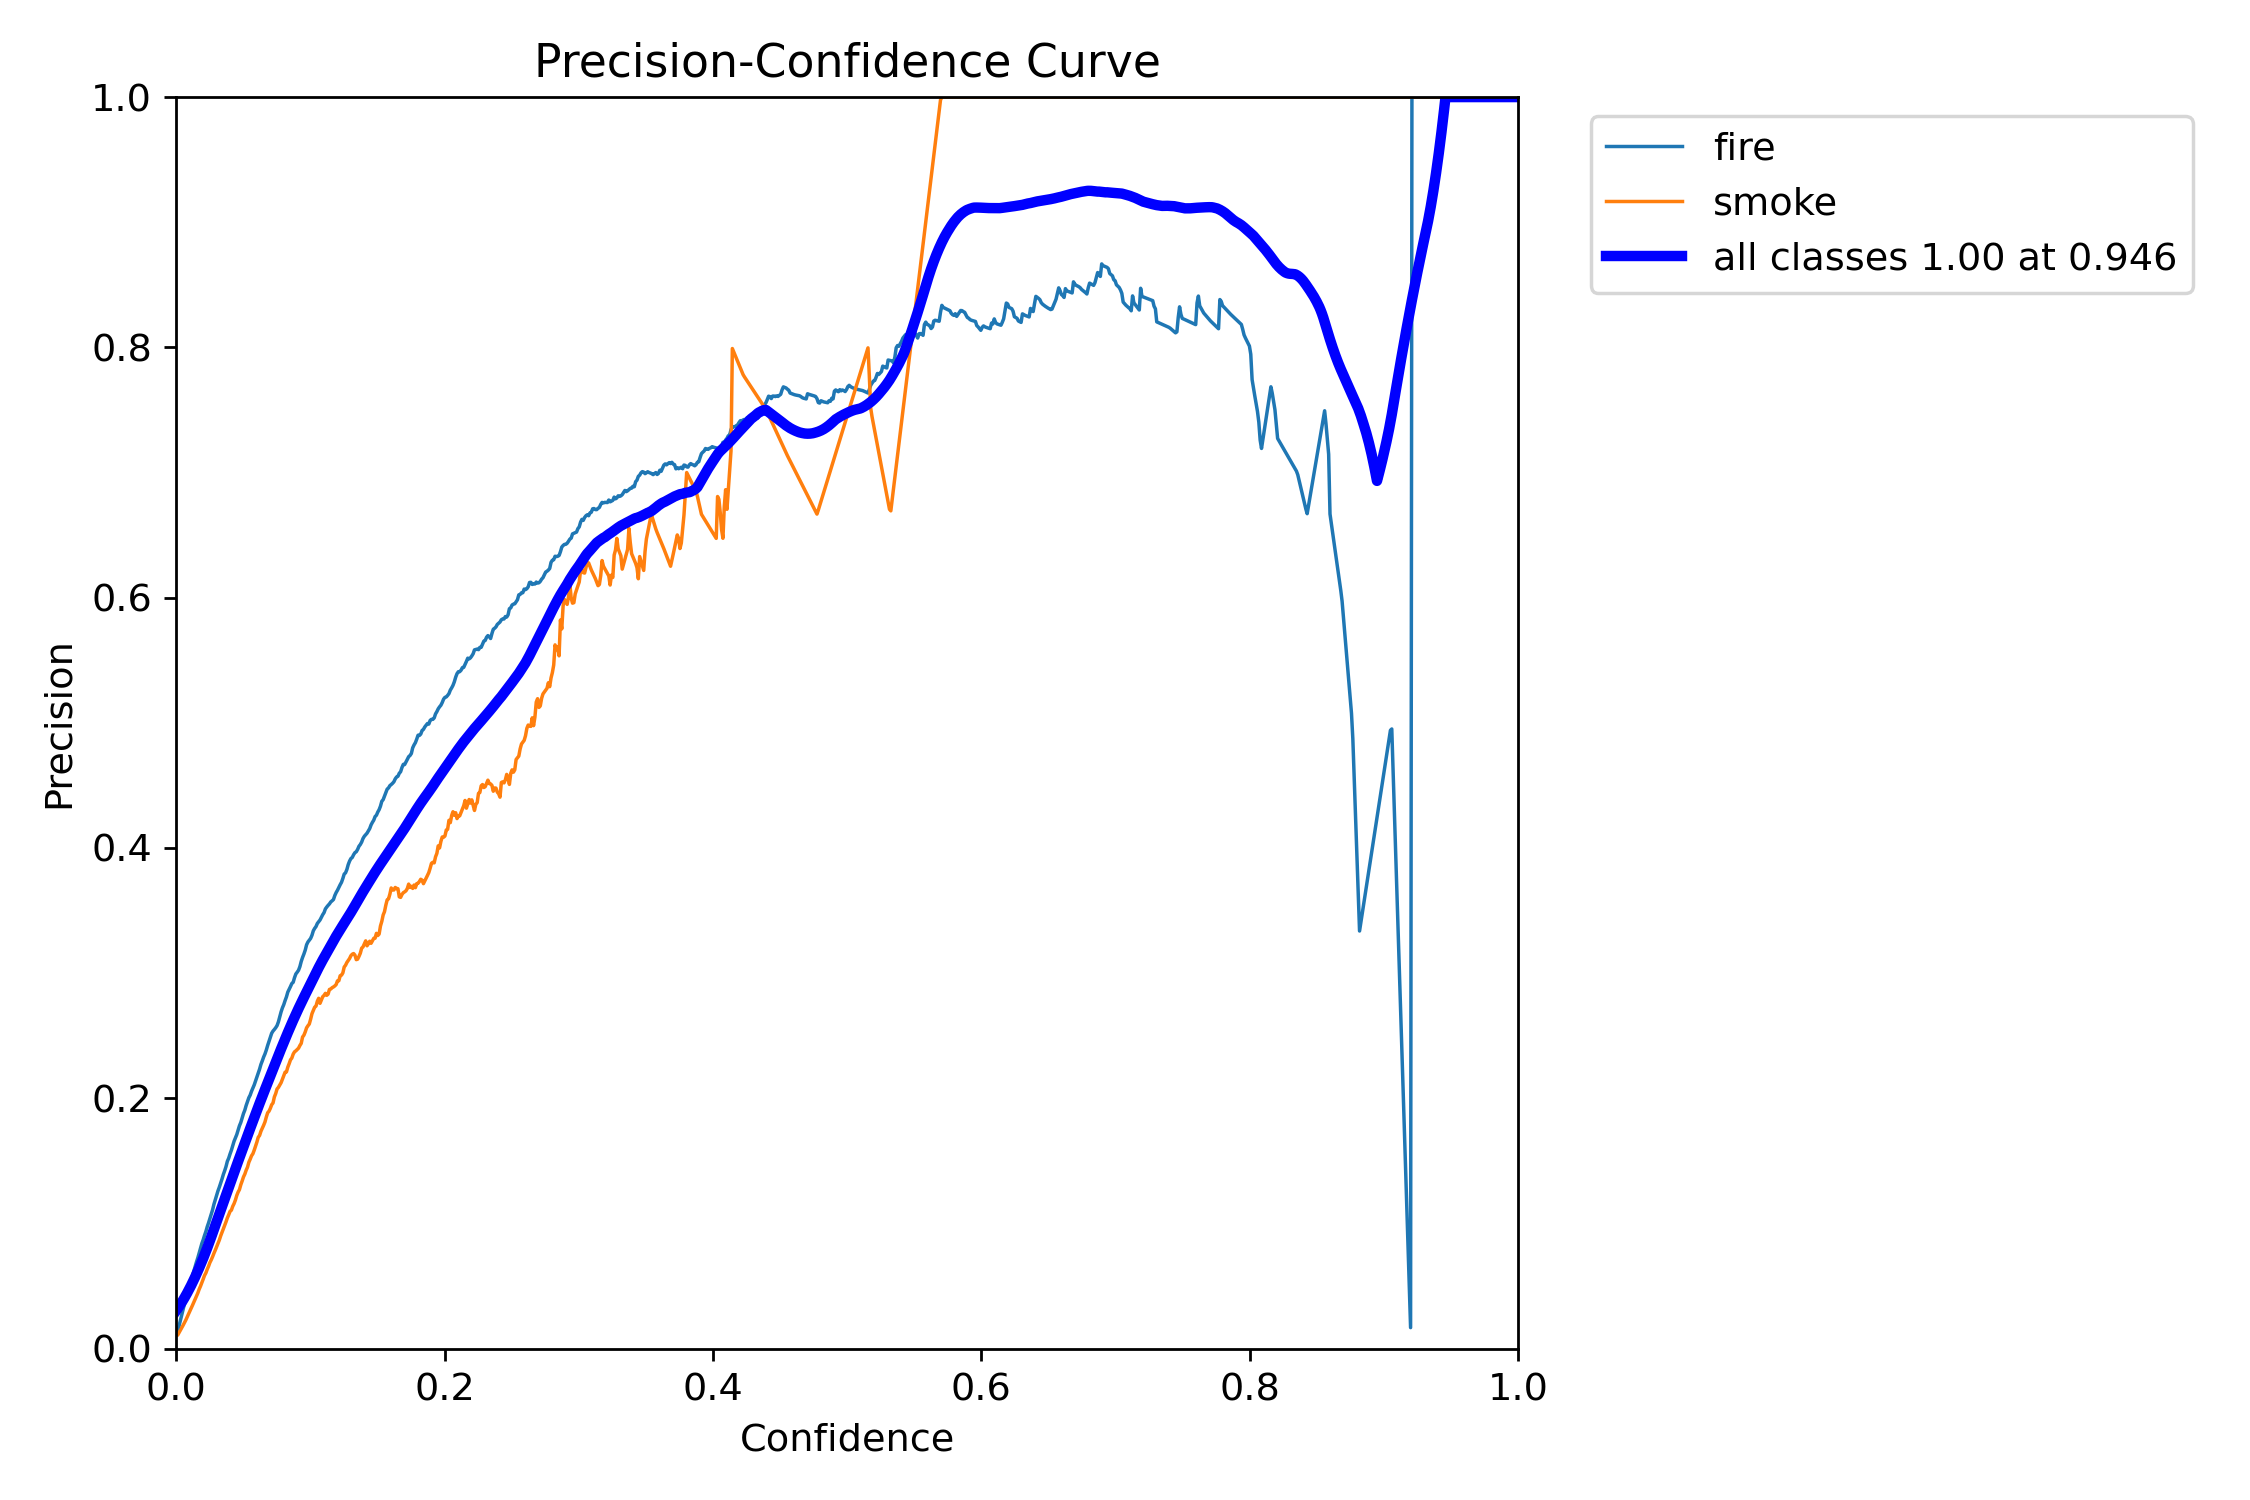 Precision-Confidence Curve
1.0
0.8
0.6
0.4
0.2
0.0
Precision
0.0 0.2 0.4 0.6 0.8 1.0
Confidence
fire
smoke
all classes 1.00 at 0.946